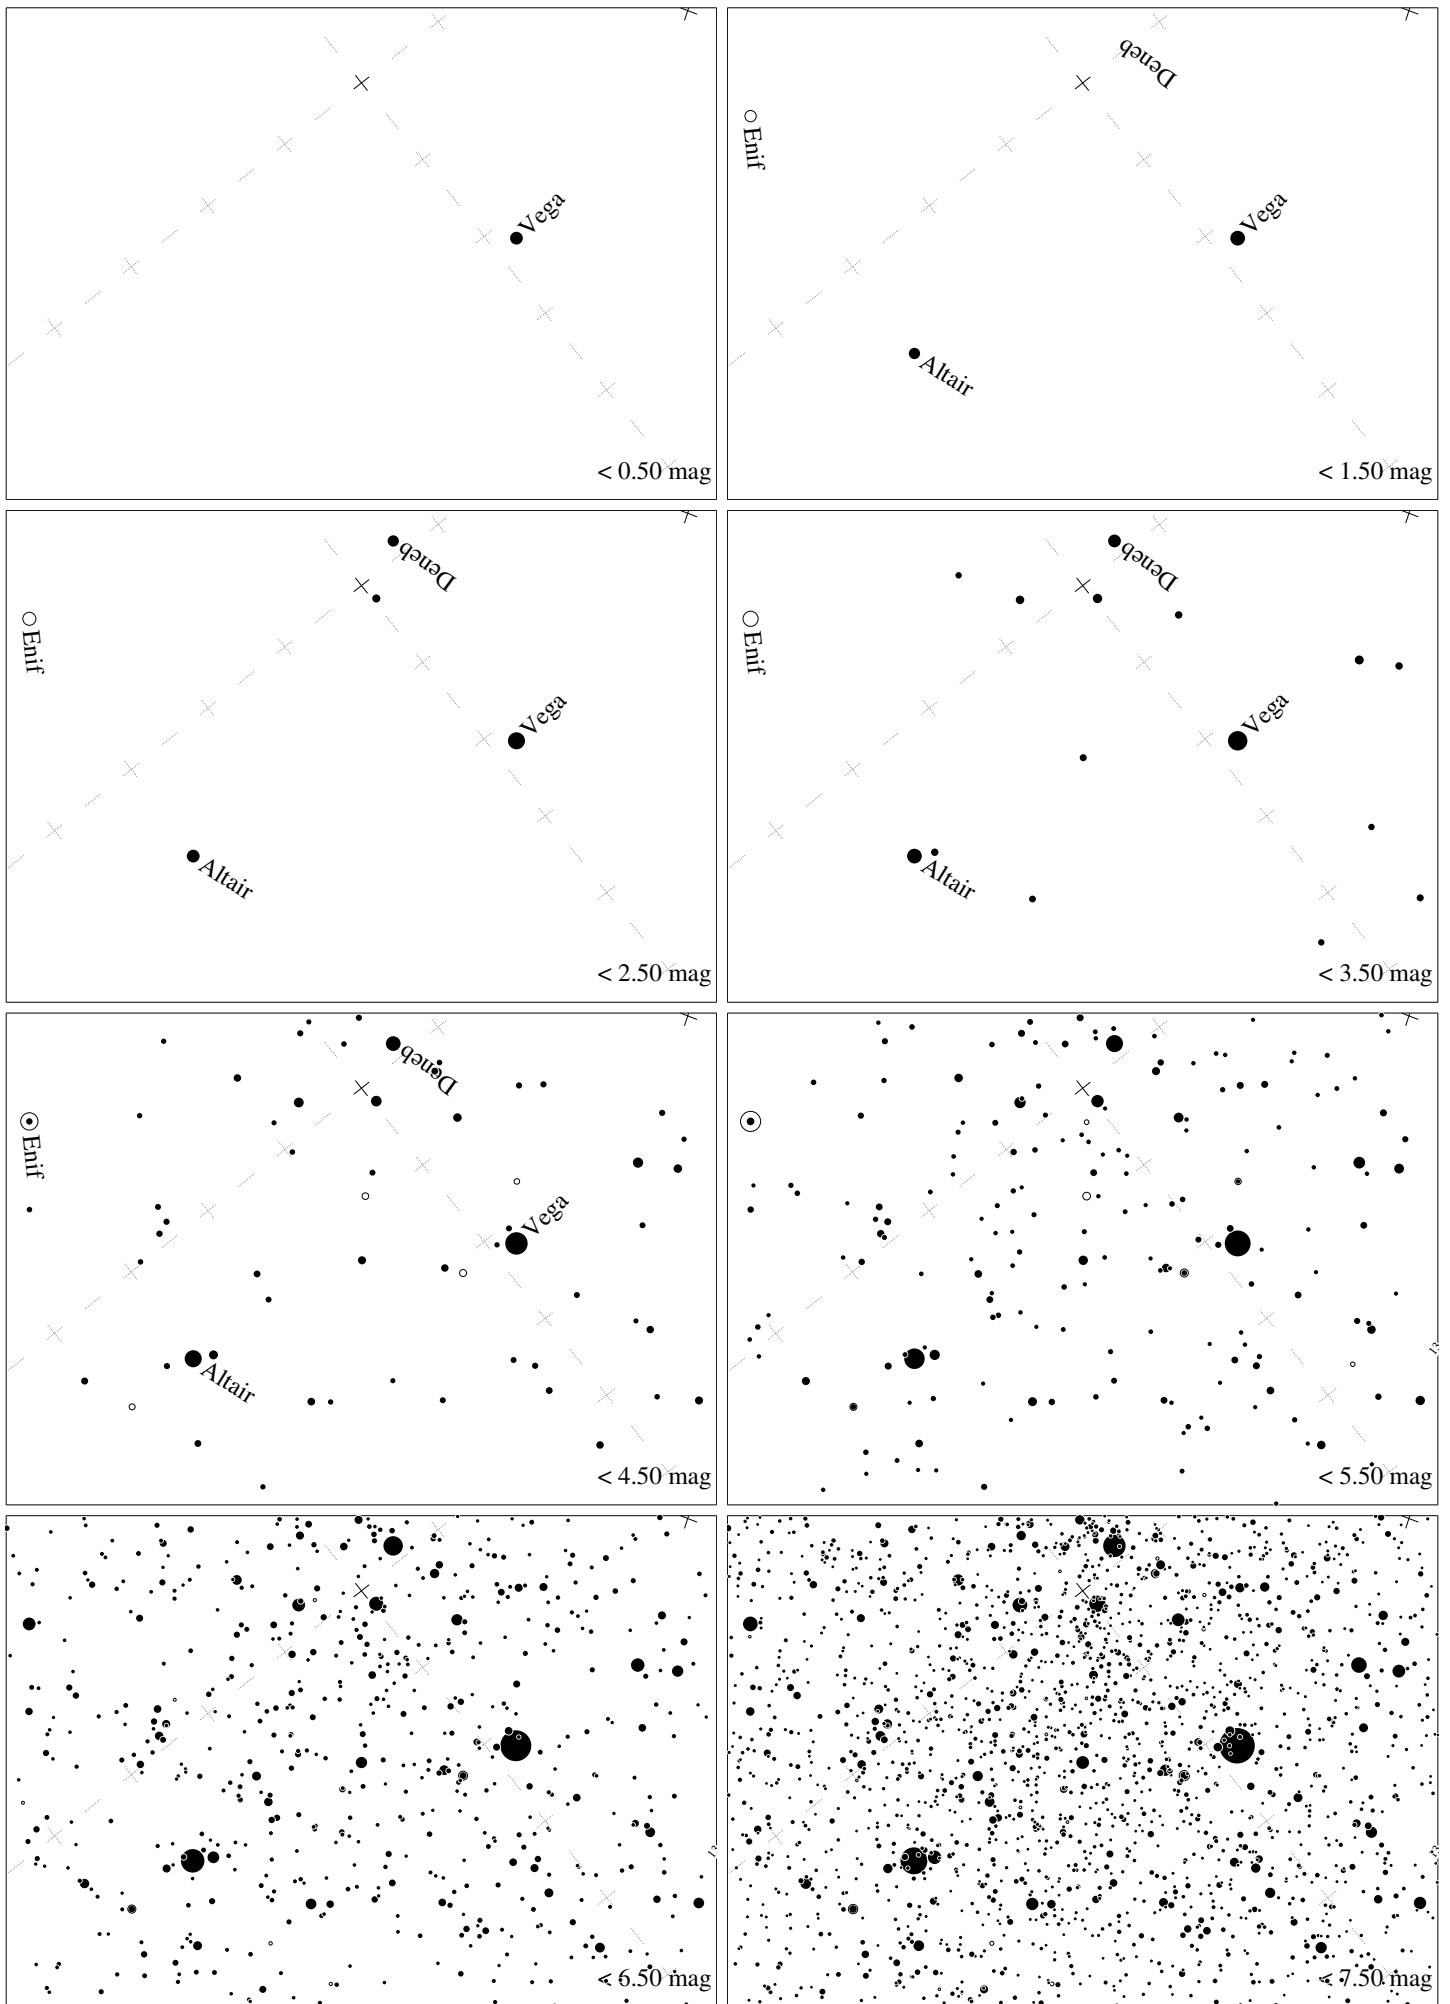 Vega
< 0.50 mag
Deneb
Enif
Vega
Altair
< 1.50 mag
Deneb
Enif
Vega
Altair
< 2.50 mag
Deneb
Enif
Vega
Altair
< 3.50 mag
Deneb
Enif
Vega
Altair
< 4.50 mag
< 5.50 mag
< 6.50 mag
< 7.50 mag